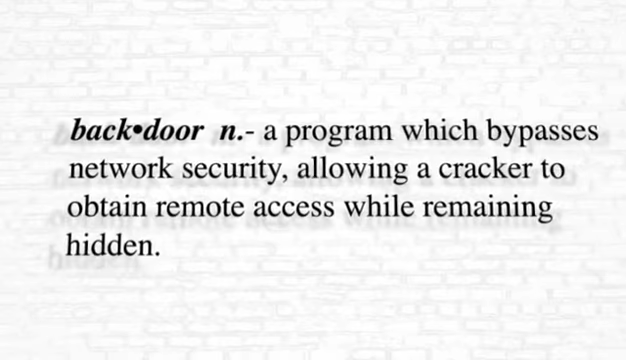 back•door n.- a program which bypasses
network security, allowing a cracker to
obtain remote access while remaining
hidden.